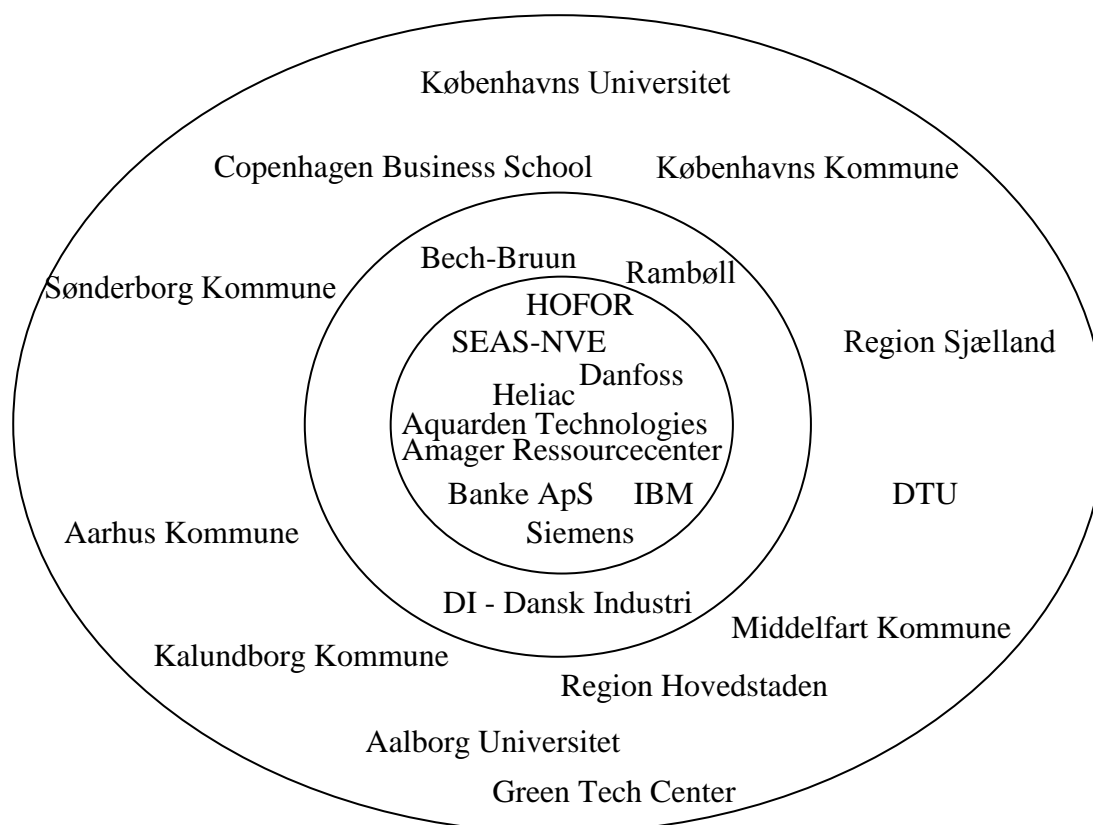 Københavns Universitet
Copenhagen Business School
Københavns Kommune
Bech-Bruun
Rambøll
Sønderborg Kommune
HOFOR
SEAS-NVE
Region Sjælland
Danfoss
Heliac
Aquarden Technologies
Amager Ressourcecenter
Banke ApS
IBM
DTU
Siemens
Aarhus Kommune
DI - Dansk Industri
Middelfart Kommune
Kalundborg Kommune
Region Hovedstaden
Aalborg Universitet
Green Tech Center